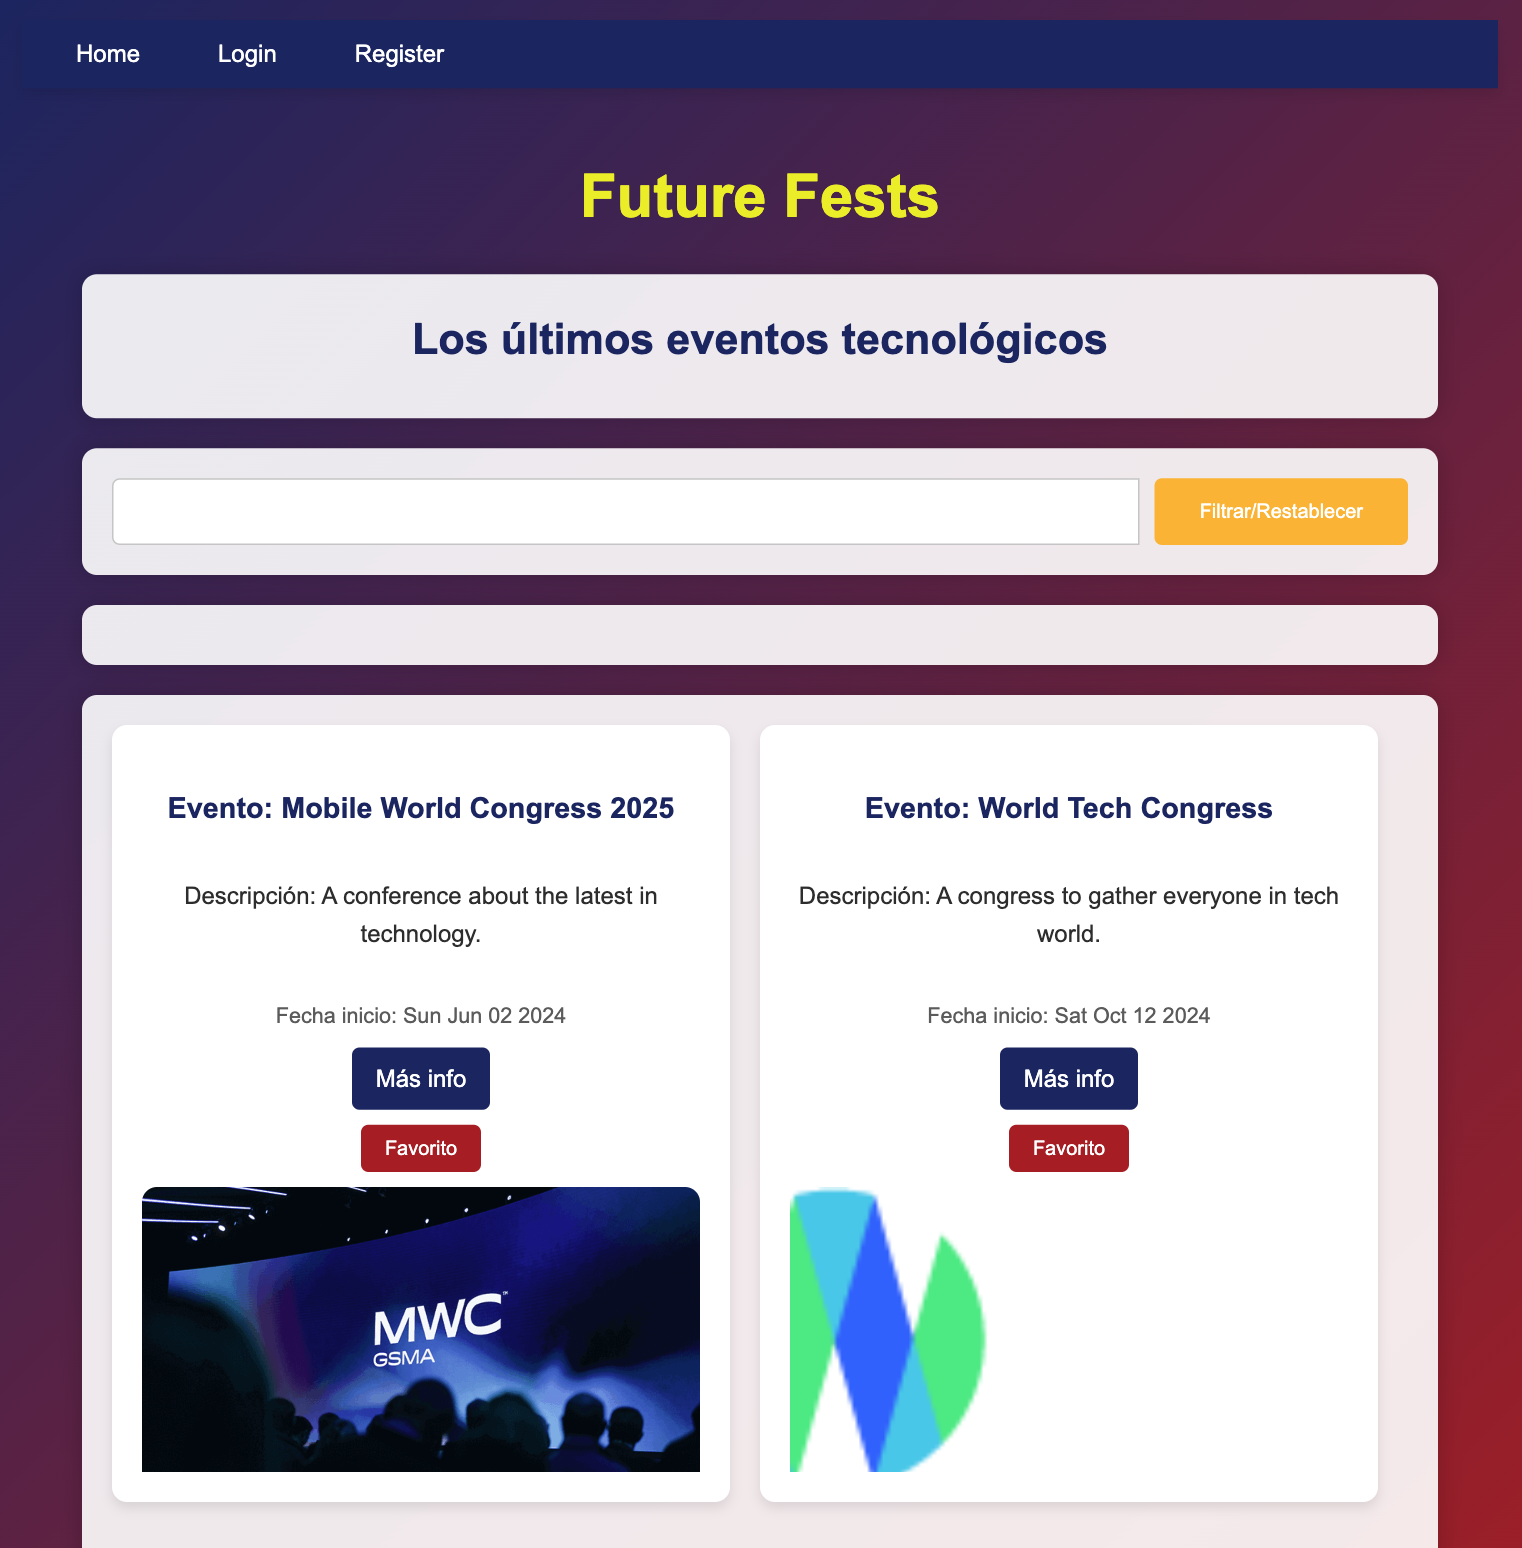 Home Login Register
Future Fests
Los últimos eventos tecnológicos
Filtrar/Restablecer
Evento: Mobile World Congress 2025
Descripción: A conference about the latest in
technology.
Fecha inicio: Sun Jun 02 2024
Más info
Favorito
MWC™
GSMA
Evento: World Tech Congress
Descripción: A congress to gather everyone in tech
world.
Fecha inicio: Sat Oct 12 2024
Más info
Favorito